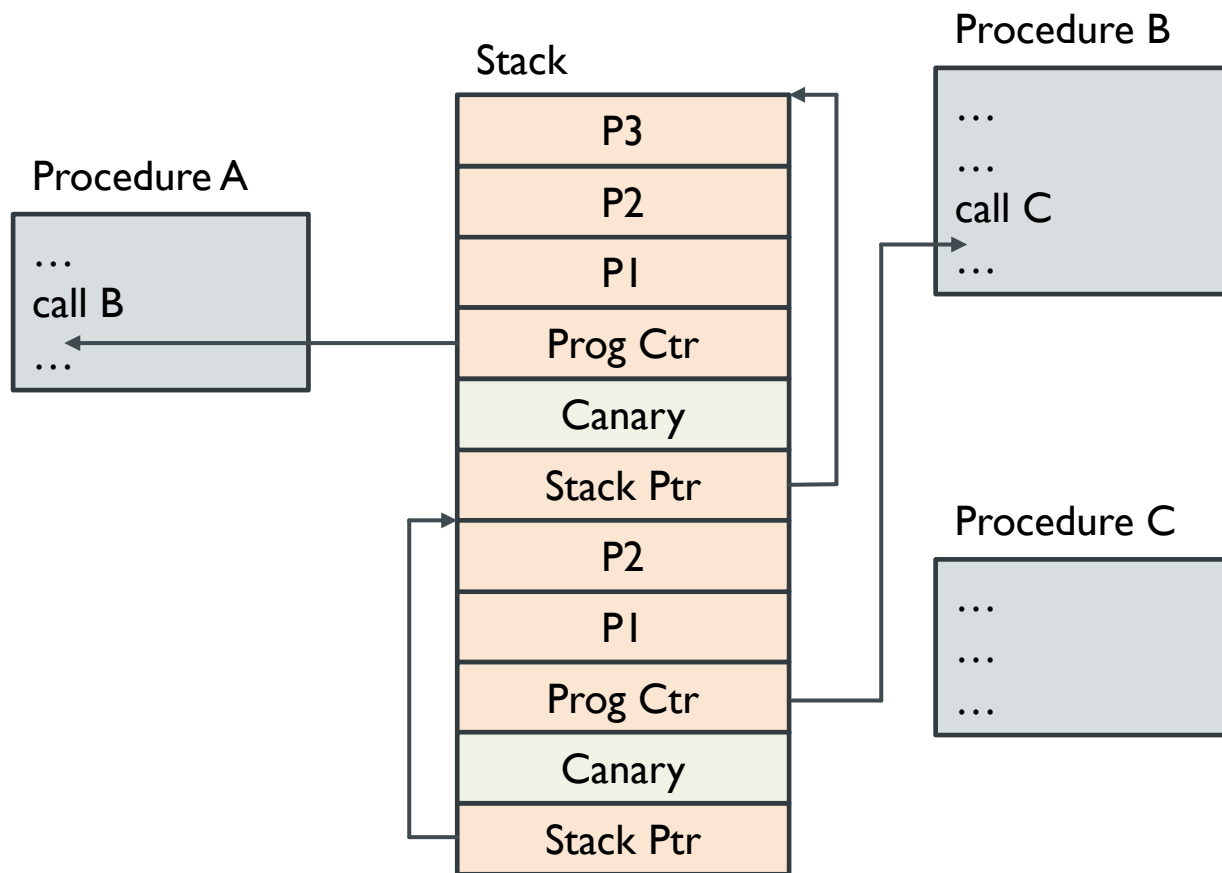 Procedure A
…
call B
…
Stack
P3
P2
P1
Prog Ctr
Canary
Stack Ptr
P2
P1
Prog Ctr
Canary
Stack Ptr
Procedure B
…
…
call C
…
Procedure C
…
…
…